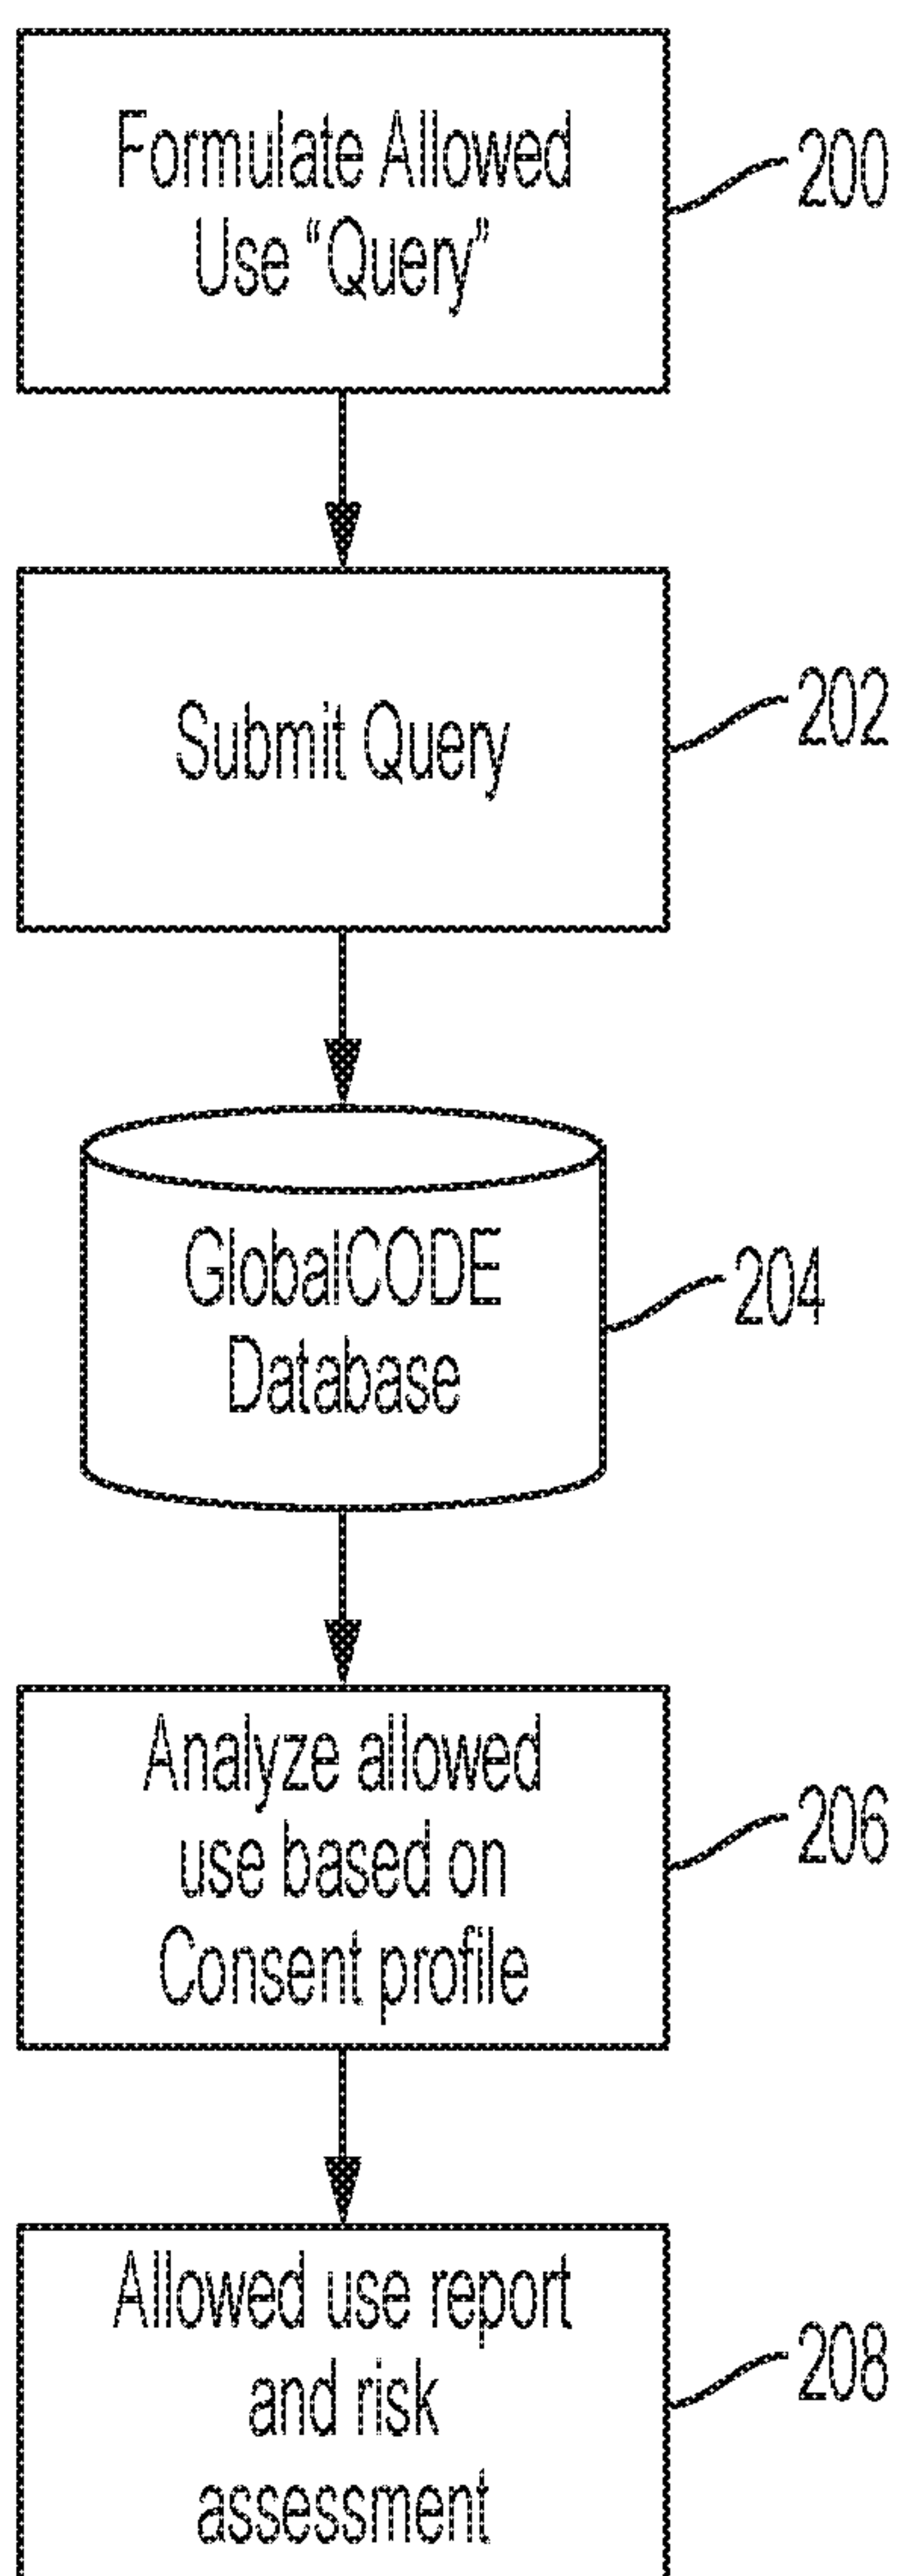 Formulate Allowed
Use “Query”
200
Submit Query
202
GlobalCODE
Database
204
Analyze allowed
use based on
Consent profile
206
Allowed use report
and risk
assessment
208